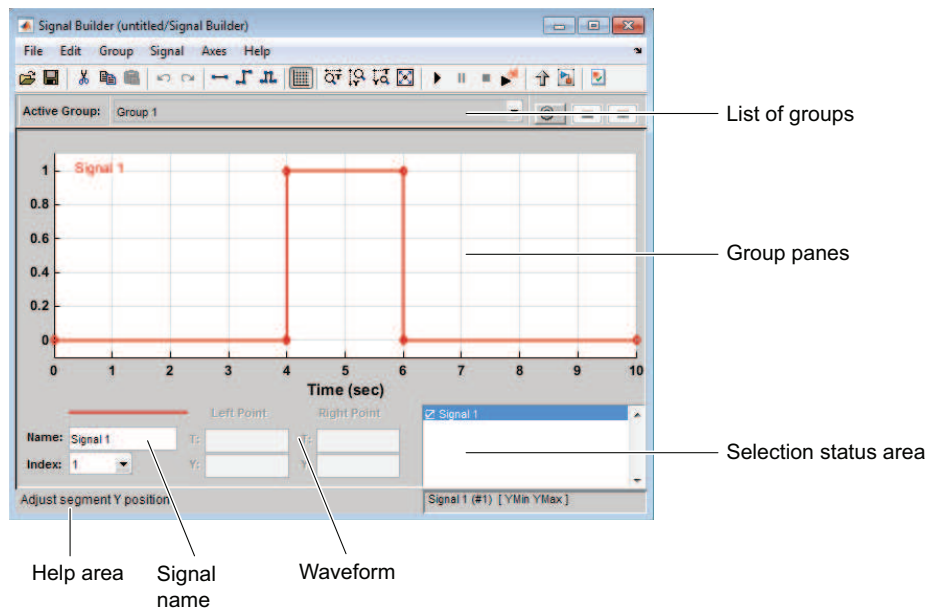 Signal Builder (untitled/Signal Builder)
File Edit Group Signal Axes Help
Active Group: Group 1
List of groups
Signal 1
1
0.8
0.6
0.4
0.2
0
Group panes
0 1 2 3 4 5 6 7 8 9 10
Time (sec)
Left Point Right Point
Signal 1
Name: Signal 1 T: T:
Index: 1 Y: Y
Selection status area
Adjust segment Y position
Signal 1 (#1) [ YMin YMax ]
Help area
Signal
name
Waveform